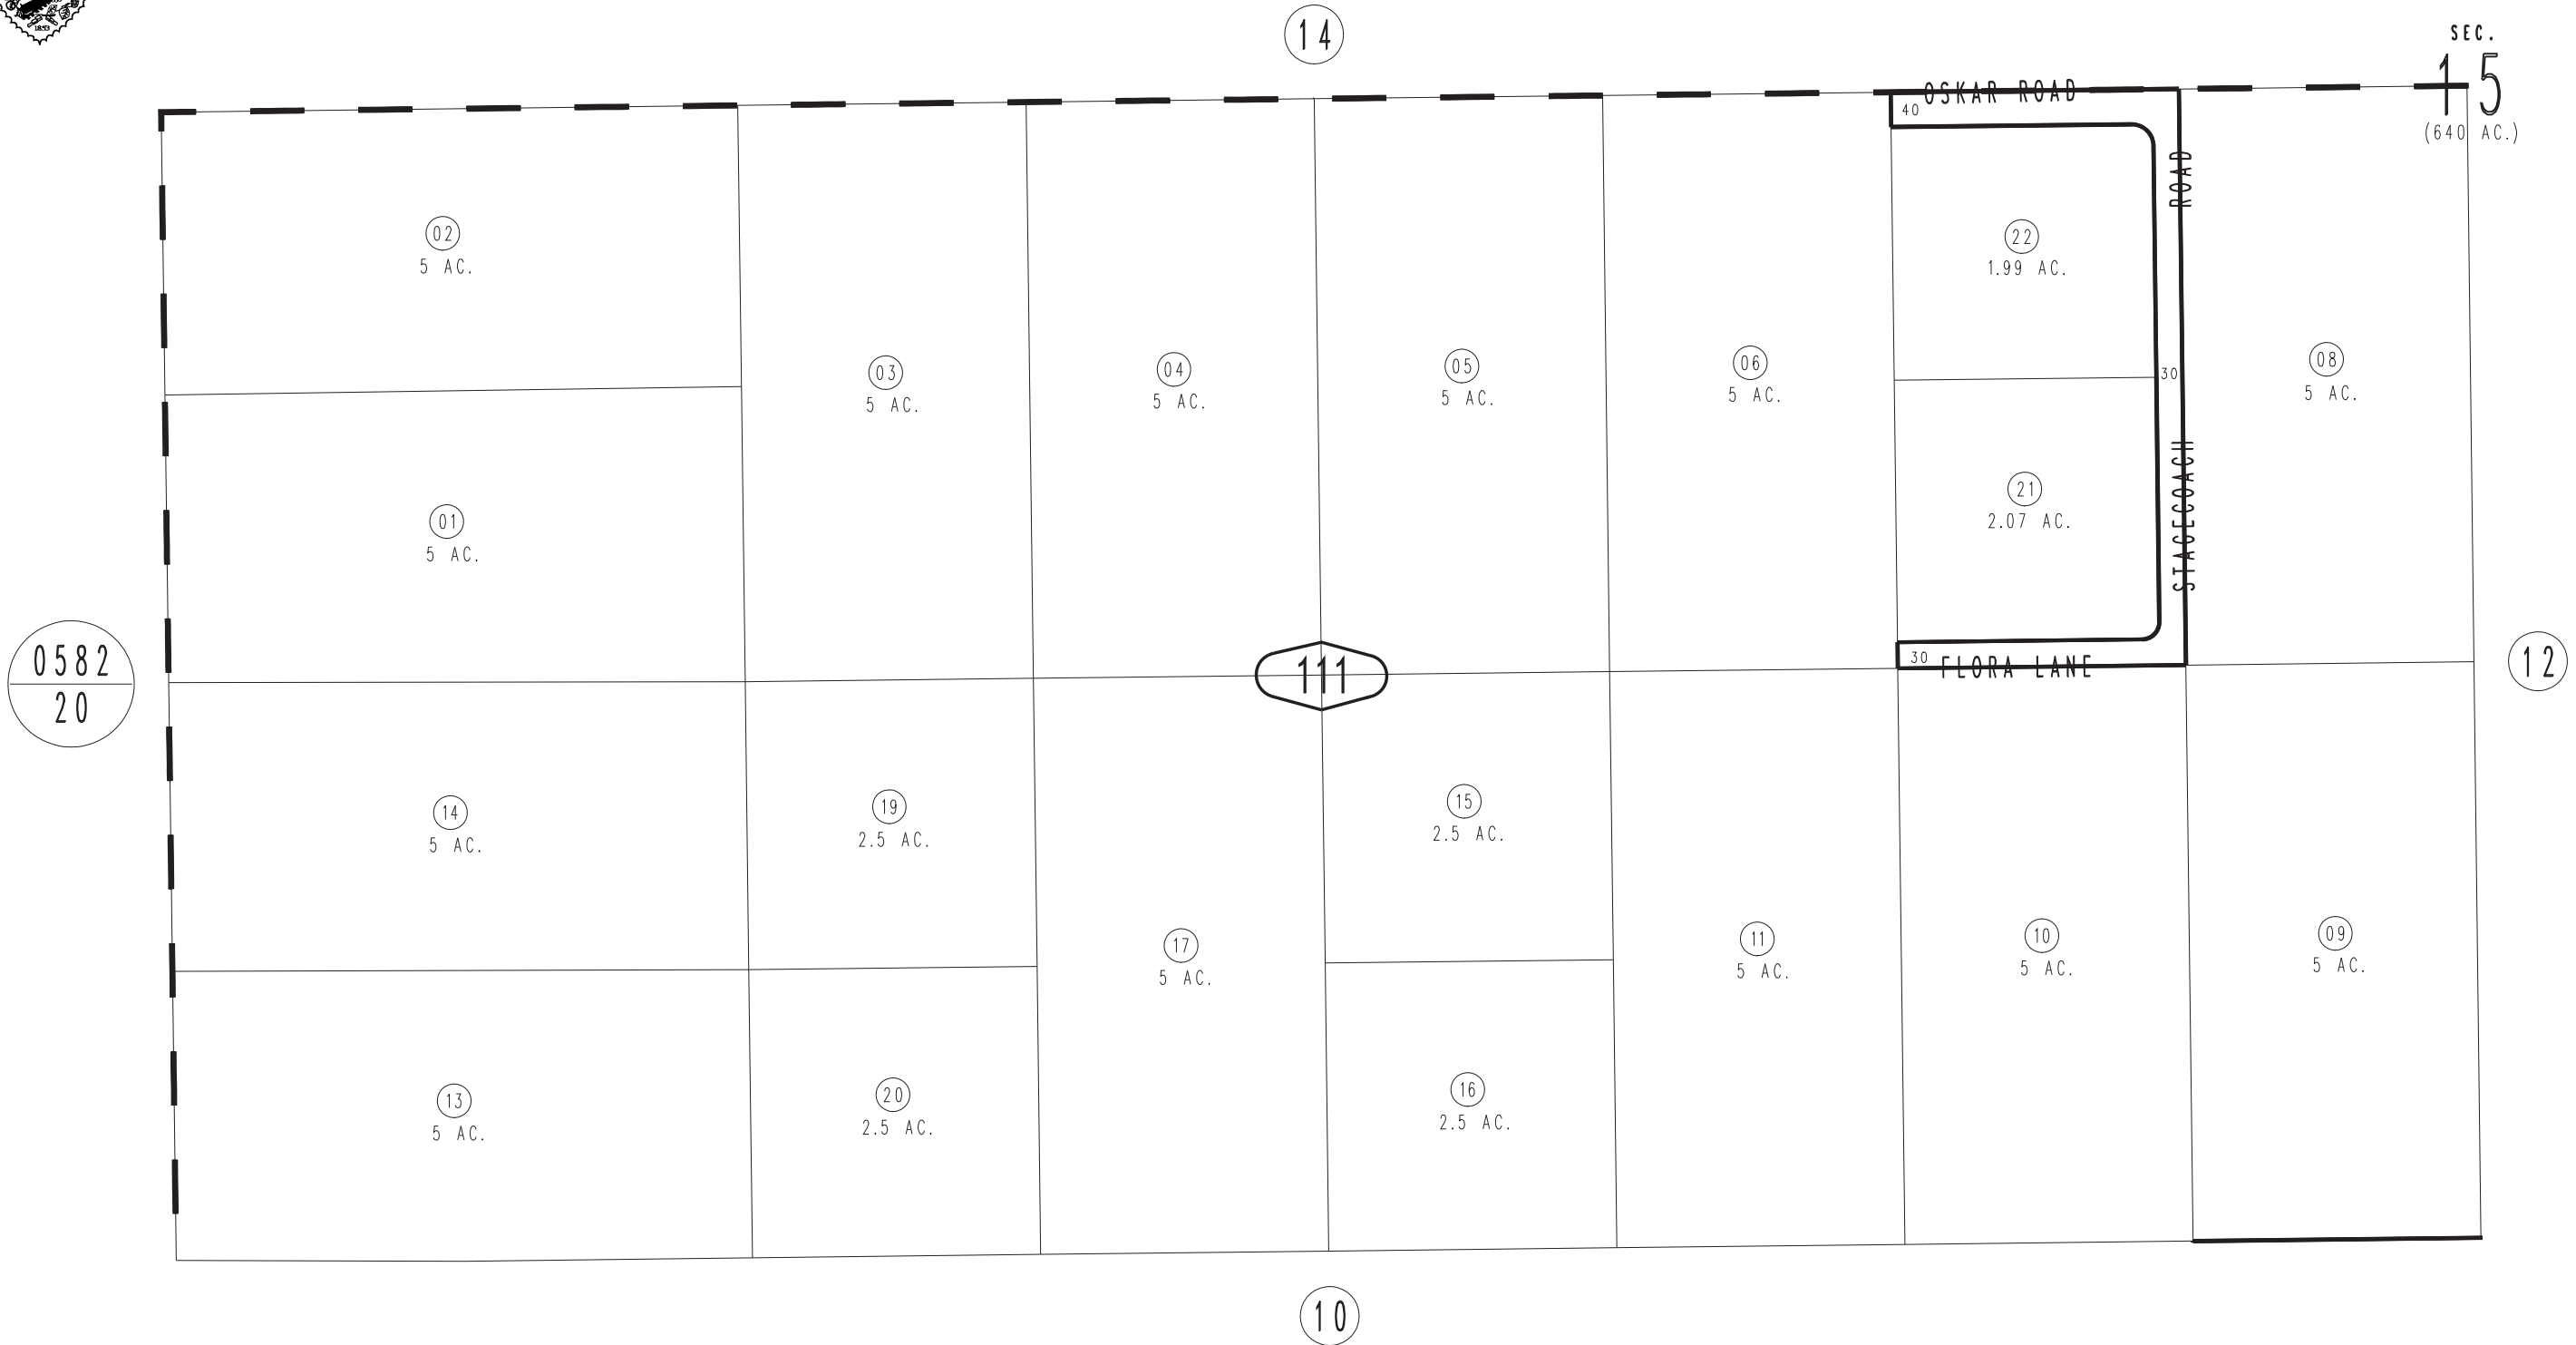 1853
14
SEC.
15
(640 AC.)
OSKAR ROAD
40
ROAD
02
5 AC.
22
1.99 AC.
03
5 AC.
04
5 AC.
05
5 AC.
06
5 AC.
30
08
5 AC.
01
5 AC.
21
2.07 AC.
STAGECOACH
0582
20
111
30
FLORA LANE
12
14
5 AC.
19
2.5 AC.
15
2.5 AC.
17
5 AC.
11
5 AC.
10
5 AC.
09
5 AC.
13
5 AC.
20
2.5 AC.
16
2.5 AC.
10